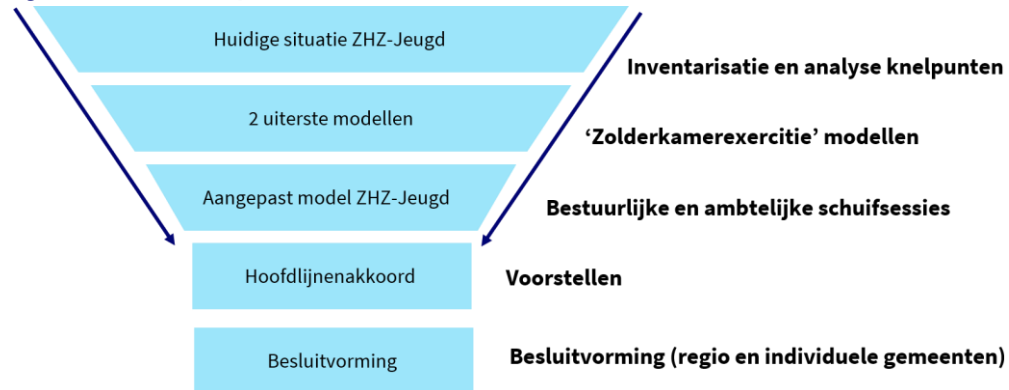 Huidige situatie ZHZ-Jeugd
Inventarisatie en analyse knelpunten
2 uiterste modellen
‘Zolderkamerexercitie’ modellen
Aangepast model ZHZ-Jeugd
Bestuurlijke en ambtelijke schuifsessies
Hoofdlijnenakkoord
Voorstellen
Besluitvorming
Besluitvorming (regio en individuele gemeenten)